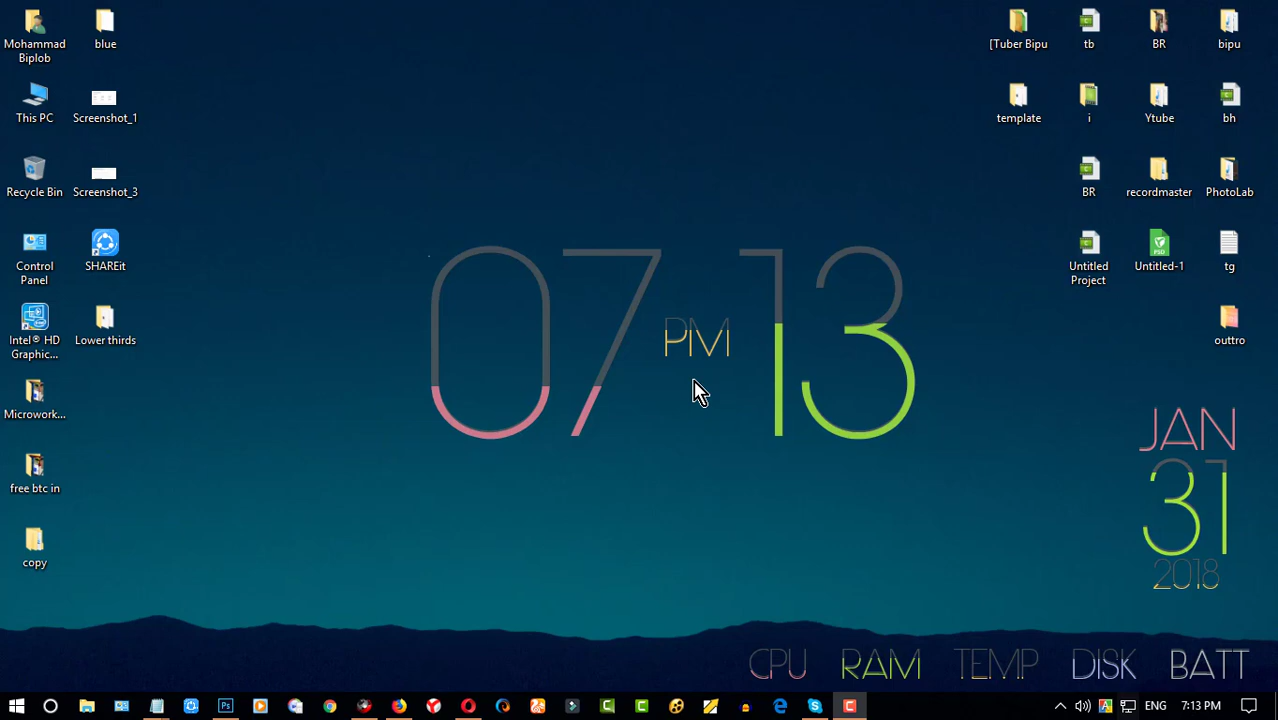 Mohammad
Biplob
blue
This PC
Screenshot_1
Recycle Bin
Screenshot_3
Control
Panel
SHAREit
Intel® HD
Graphic...
Lower thirds
Microwork...
free btc in
copy
07 PM 13
[Tuber Bipu
tb
BR
bipu
template
i
Ytube
bh
BR
recordmaster
PhotoLab
Untitled
Project
Untitled-1
tg
outtro
JAN
31
2018
CPU RAM TEMP DISK BATT
Ps
ENG 7:13 PM